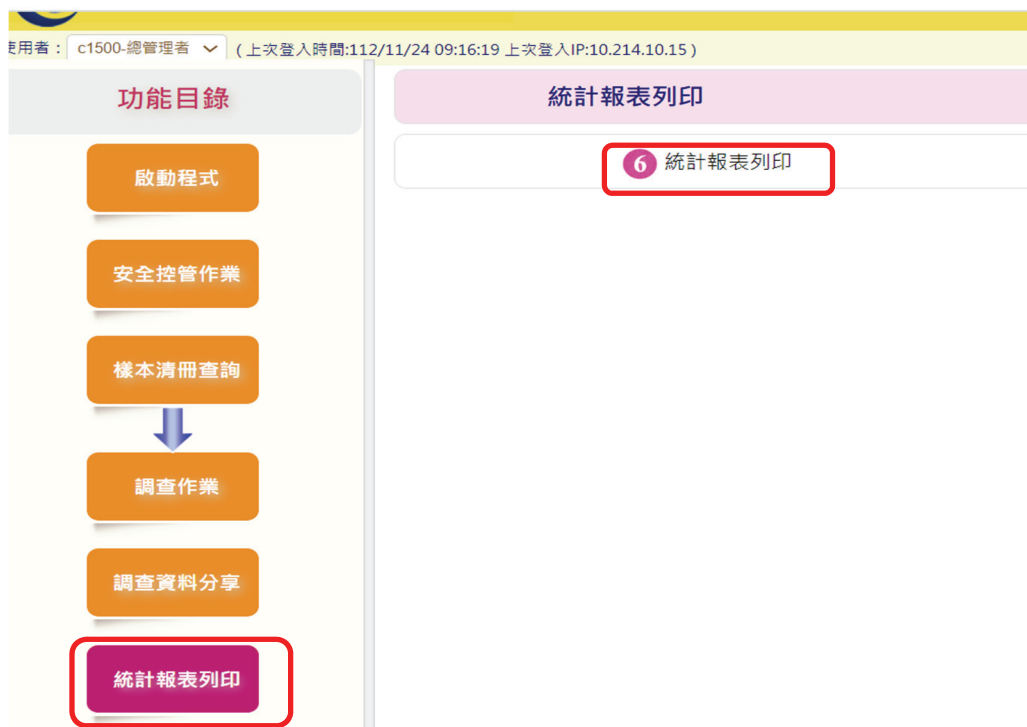 使用者： c1500-總管理者 ( 上次登入時間:112/11/24 09:16:19 上次登入IP:10.214.10.15 )
功能目錄
啟動程式
安全控管作業
樣本清冊查詢
調查作業
調查資料分享
統計報表列印
統計報表列印
6 統計報表列印